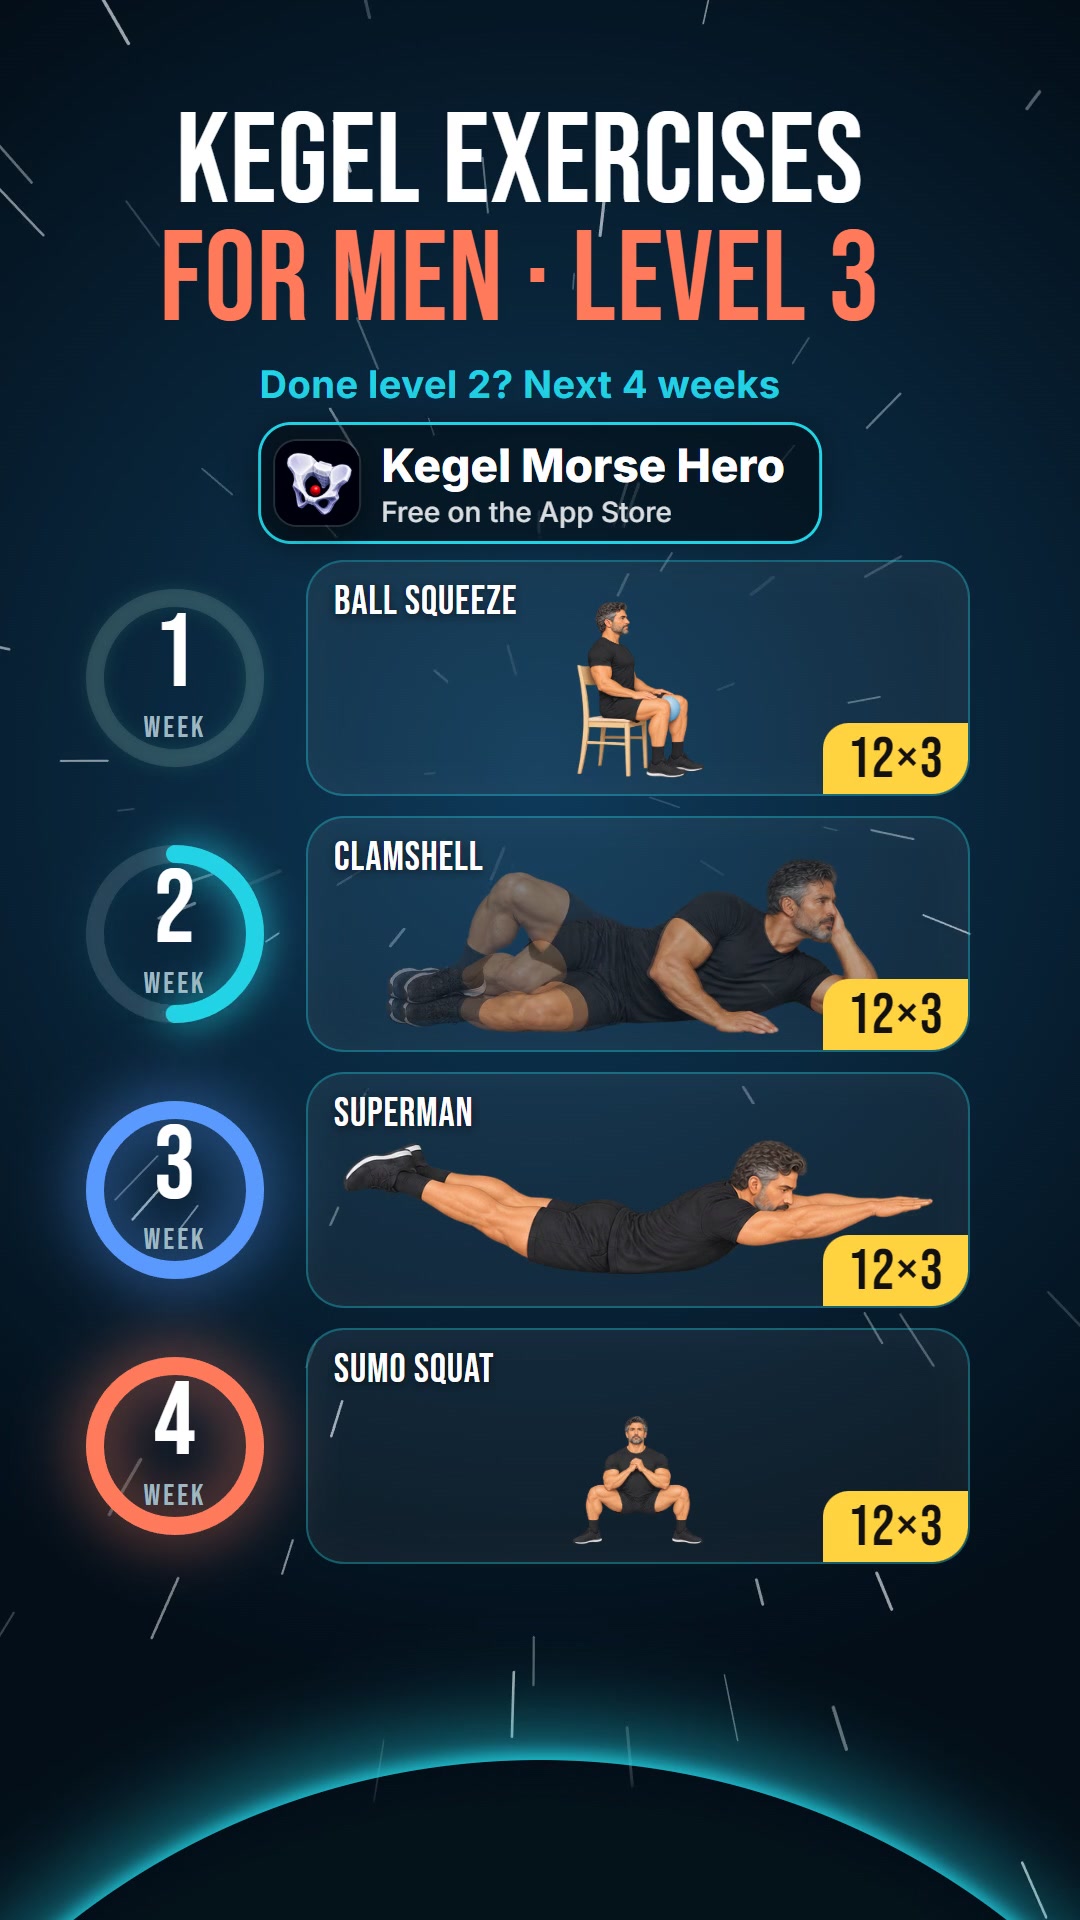 KEGEL EXERCISES
FOR MEN · LEVEL 3
Done level 2? Next 4 weeks
Kegel Morse Hero
Free on the App Store
1
WEEK
BALL SQUEEZE
12×3
2
WEEK
CLAMSHELL
12×3
3
WEEK
SUPERMAN
12×3
4
WEEK
SUMO SQUAT
12×3